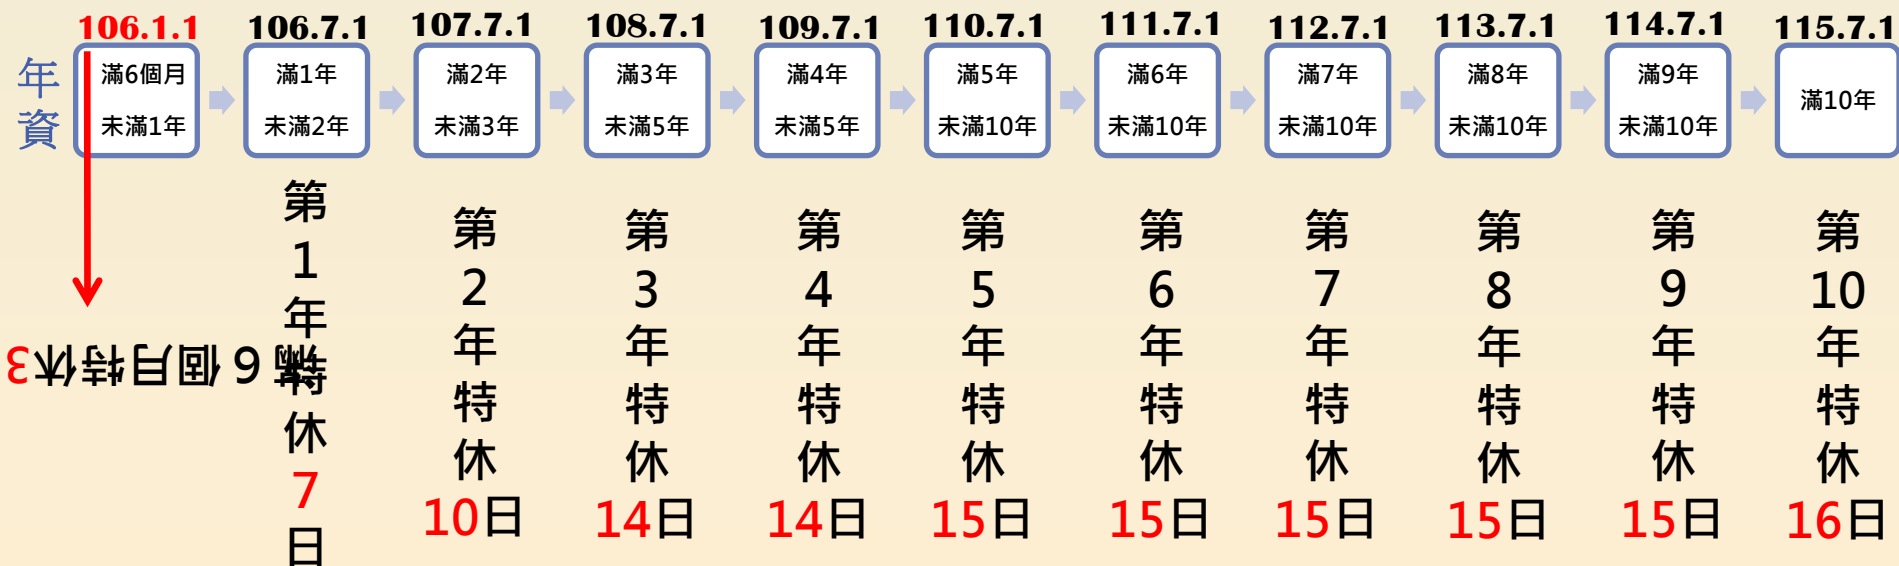 106.1.1
106.7.1
107.7.1
108.7.1
109.7.1
110.7.1
111.7.1
112.7.1
113.7.1
114.7.1
115.7.1
年資
滿6個月
未滿1年
滿1年
未滿2年
滿2年
未滿3年
滿3年
未滿5年
滿4年
未滿5年
滿5年
未滿10年
滿6年
未滿10年
滿7年
未滿10年
滿8年
未滿10年
滿9年
未滿10年
滿10年
滿6個月特休3
第1年特休7日
第2年特休10日
第3年特休14日
第4年特休14日
第5年特休15日
第6年特休15日
第7年特休15日
第8年特休15日
第9年特休15日
第10年特休16日